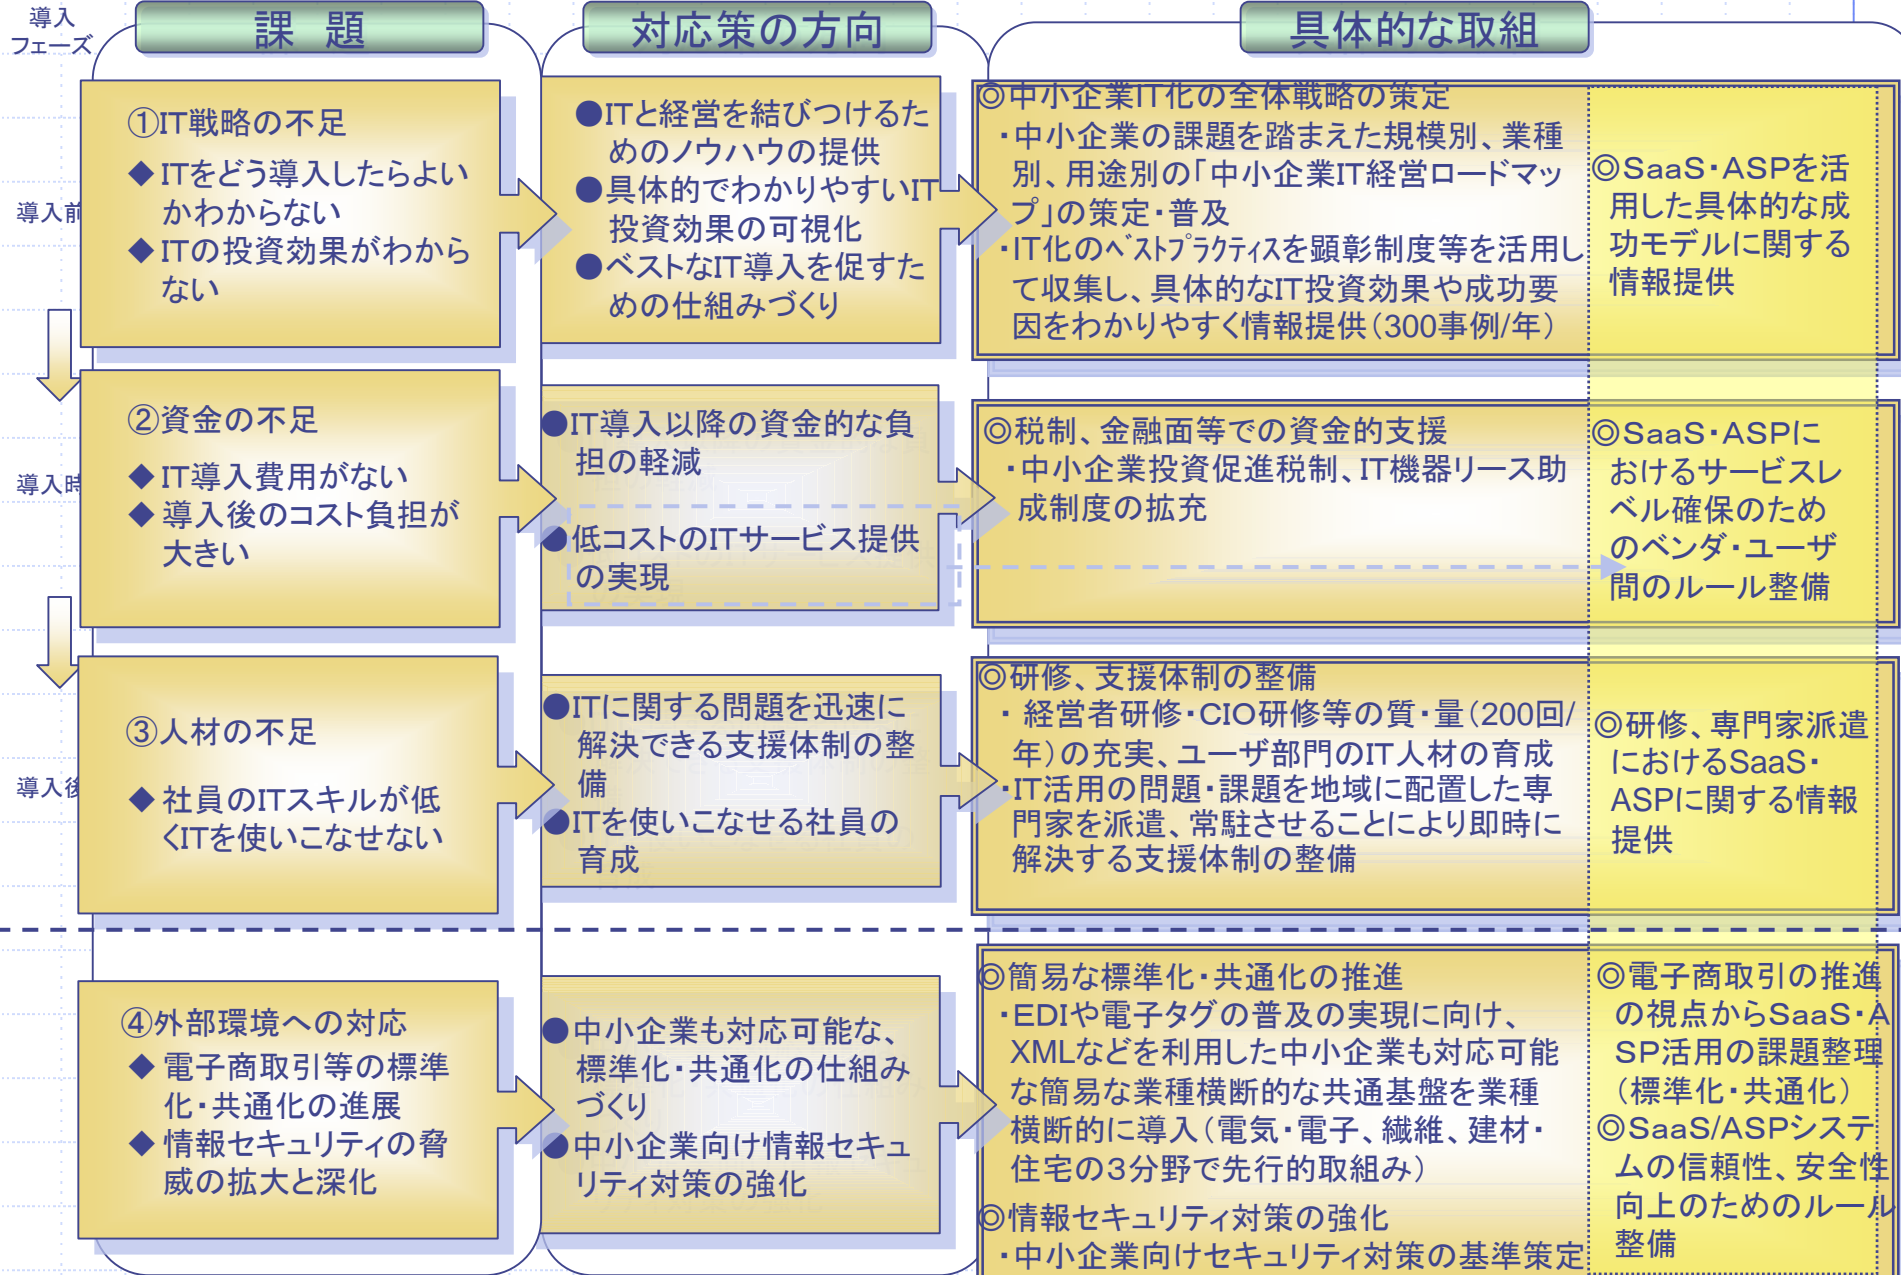 導入
フェーズ
課 題
対応策の方向
具体的な取組
導入前
①IT戦略の不足
◆ITをどう導入したらよい
かわからない
◆ITの投資効果がわから
ない
●ITと経営を結びつけるた
めのノウハウの提供
●具体的でわかりやすいIT
投資効果の可視化
●ベストなIT導入を促すた
めの仕組みづくり
◎中小企業IT化の全体戦略の策定
・中小企業の課題を踏まえた規模別、業種
別、用途別の「中小企業IT経営ロードマッ
プ」の策定・普及
・IT化のﾍﾞｽﾄﾌﾟﾗｸﾃｨｽを顕彰制度等を活用し
て収集し、具体的なIT投資効果や成功要
因をわかりやすく情報提供(300事例/年)
◎SaaS・ASPを活
用した具体的な成
功モデルに関する
情報提供
導入時
②資金の不足
◆IT導入費用がない
◆導入後のコスト負担が
大きい
●IT導入以降の資金的な負
担の軽減
●低コストのITサービス提供
の実現
◎税制、金融面等での資金的支援
・中小企業投資促進税制、IT機器リース助
成制度の拡充
◎SaaS・ASPに
おけるサービスレ
ベル確保のため
のベンダ・ユーザ
間のルール整備
導入後
③人材の不足
◆社員のITスキルが低
くITを使いこなせない
●ITに関する問題を迅速に
解決できる支援体制の整
備
●ITを使いこなせる社員の
育成
◎研修、支援体制の整備
・経営者研修・CIO研修等の質・量(200回/
年)の充実、ユーザ部門のIT人材の育成
・IT活用の問題・課題を地域に配置した専
門家を派遣、常駐させることにより即時に
解決する支援体制の整備
◎研修、専門家派遣
におけるSaaS・
ASPに関する情報
提供
④外部環境への対応
◆電子商取引等の標準
化・共通化の進展
◆情報セキュリティの脅
威の拡大と深化
●中小企業も対応可能な、
標準化・共通化の仕組み
づくり
●中小企業向け情報セキュ
リティ対策の強化
◎簡易な標準化・共通化の推進
・EDIや電子タグの普及の実現に向け、
XMLなどを利用した中小企業も対応可能
な簡易な業種横断的な共通基盤を業種
横断的に導入(電気・電子、繊維、建材・
住宅の3分野で先行的取組み)
◎情報セキュリティ対策の強化
・中小企業向けセキュリティ対策の基準策定
◎電子商取引の推進
の視点からSaaS・A
SP活用の課題整理
(標準化・共通化)
◎SaaS/ASPシステ
ムの信頼性、安全性
向上のためのルール
整備